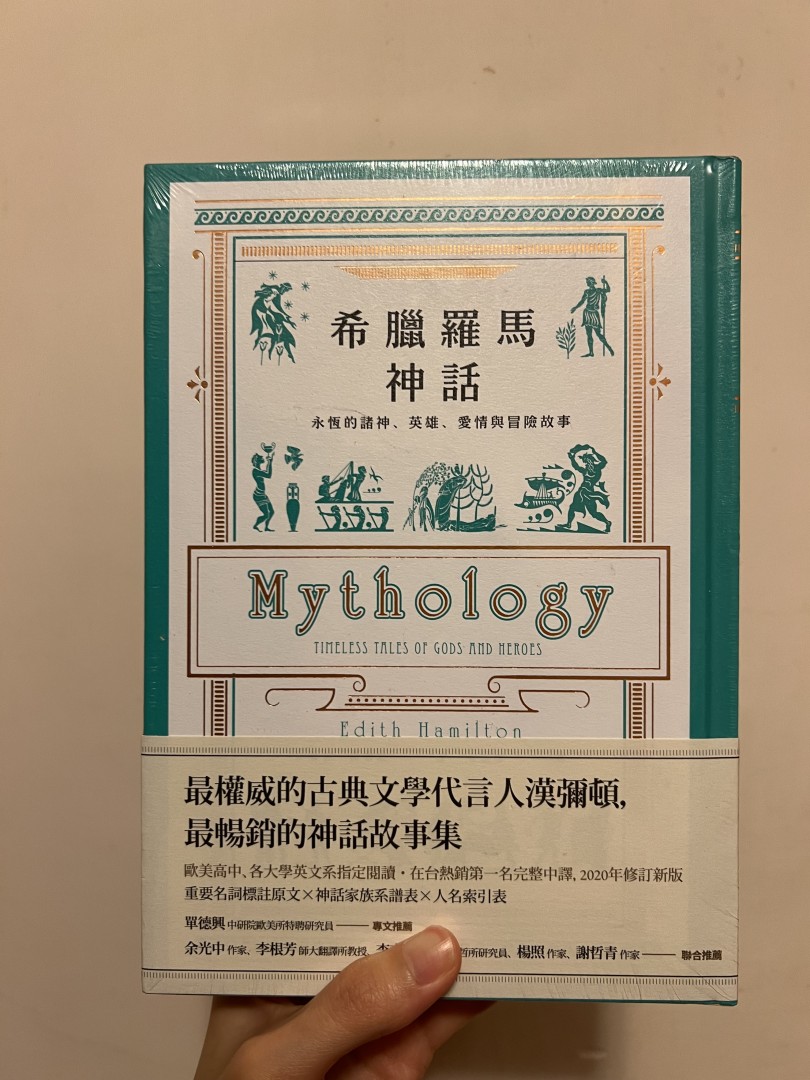 希臘羅馬
神話
永恆的諸神、英雄、愛情與冒險故事
Mythology
TIMELESS TALES OF GODS AND HEROES
Edith Hamilton
最權威的古典文學代言人漢彌頓,
最暢銷的神話故事集
歐美高中、各大學英文系指定閱讀・在台熱銷第一名完整中譯, 2020年修訂新版
重要名詞標註原文×神話家族系譜表×人名索引表
單德興 中研院歐美所特聘研究員——專文推薦
余光中 作家、李根芳 師大翻譯所教授、李 哲所研究員、楊照 作家、謝哲青 作家——聯合推薦